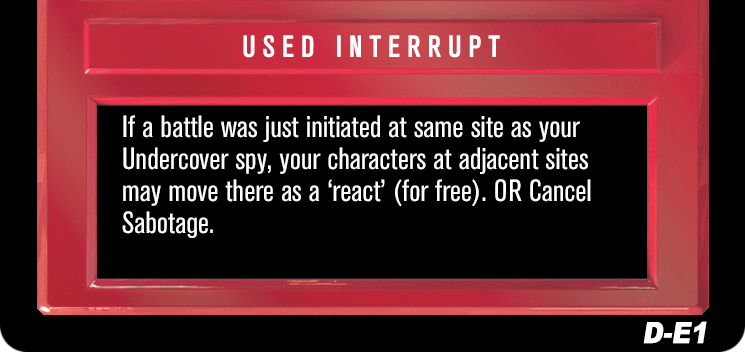 USED INTERRUPT
If a battle was just initiated at same site as your
Undercover spy, your characters at adjacent sites
may move there as a ‘react’ (for free). OR Cancel
Sabotage.
D-E1